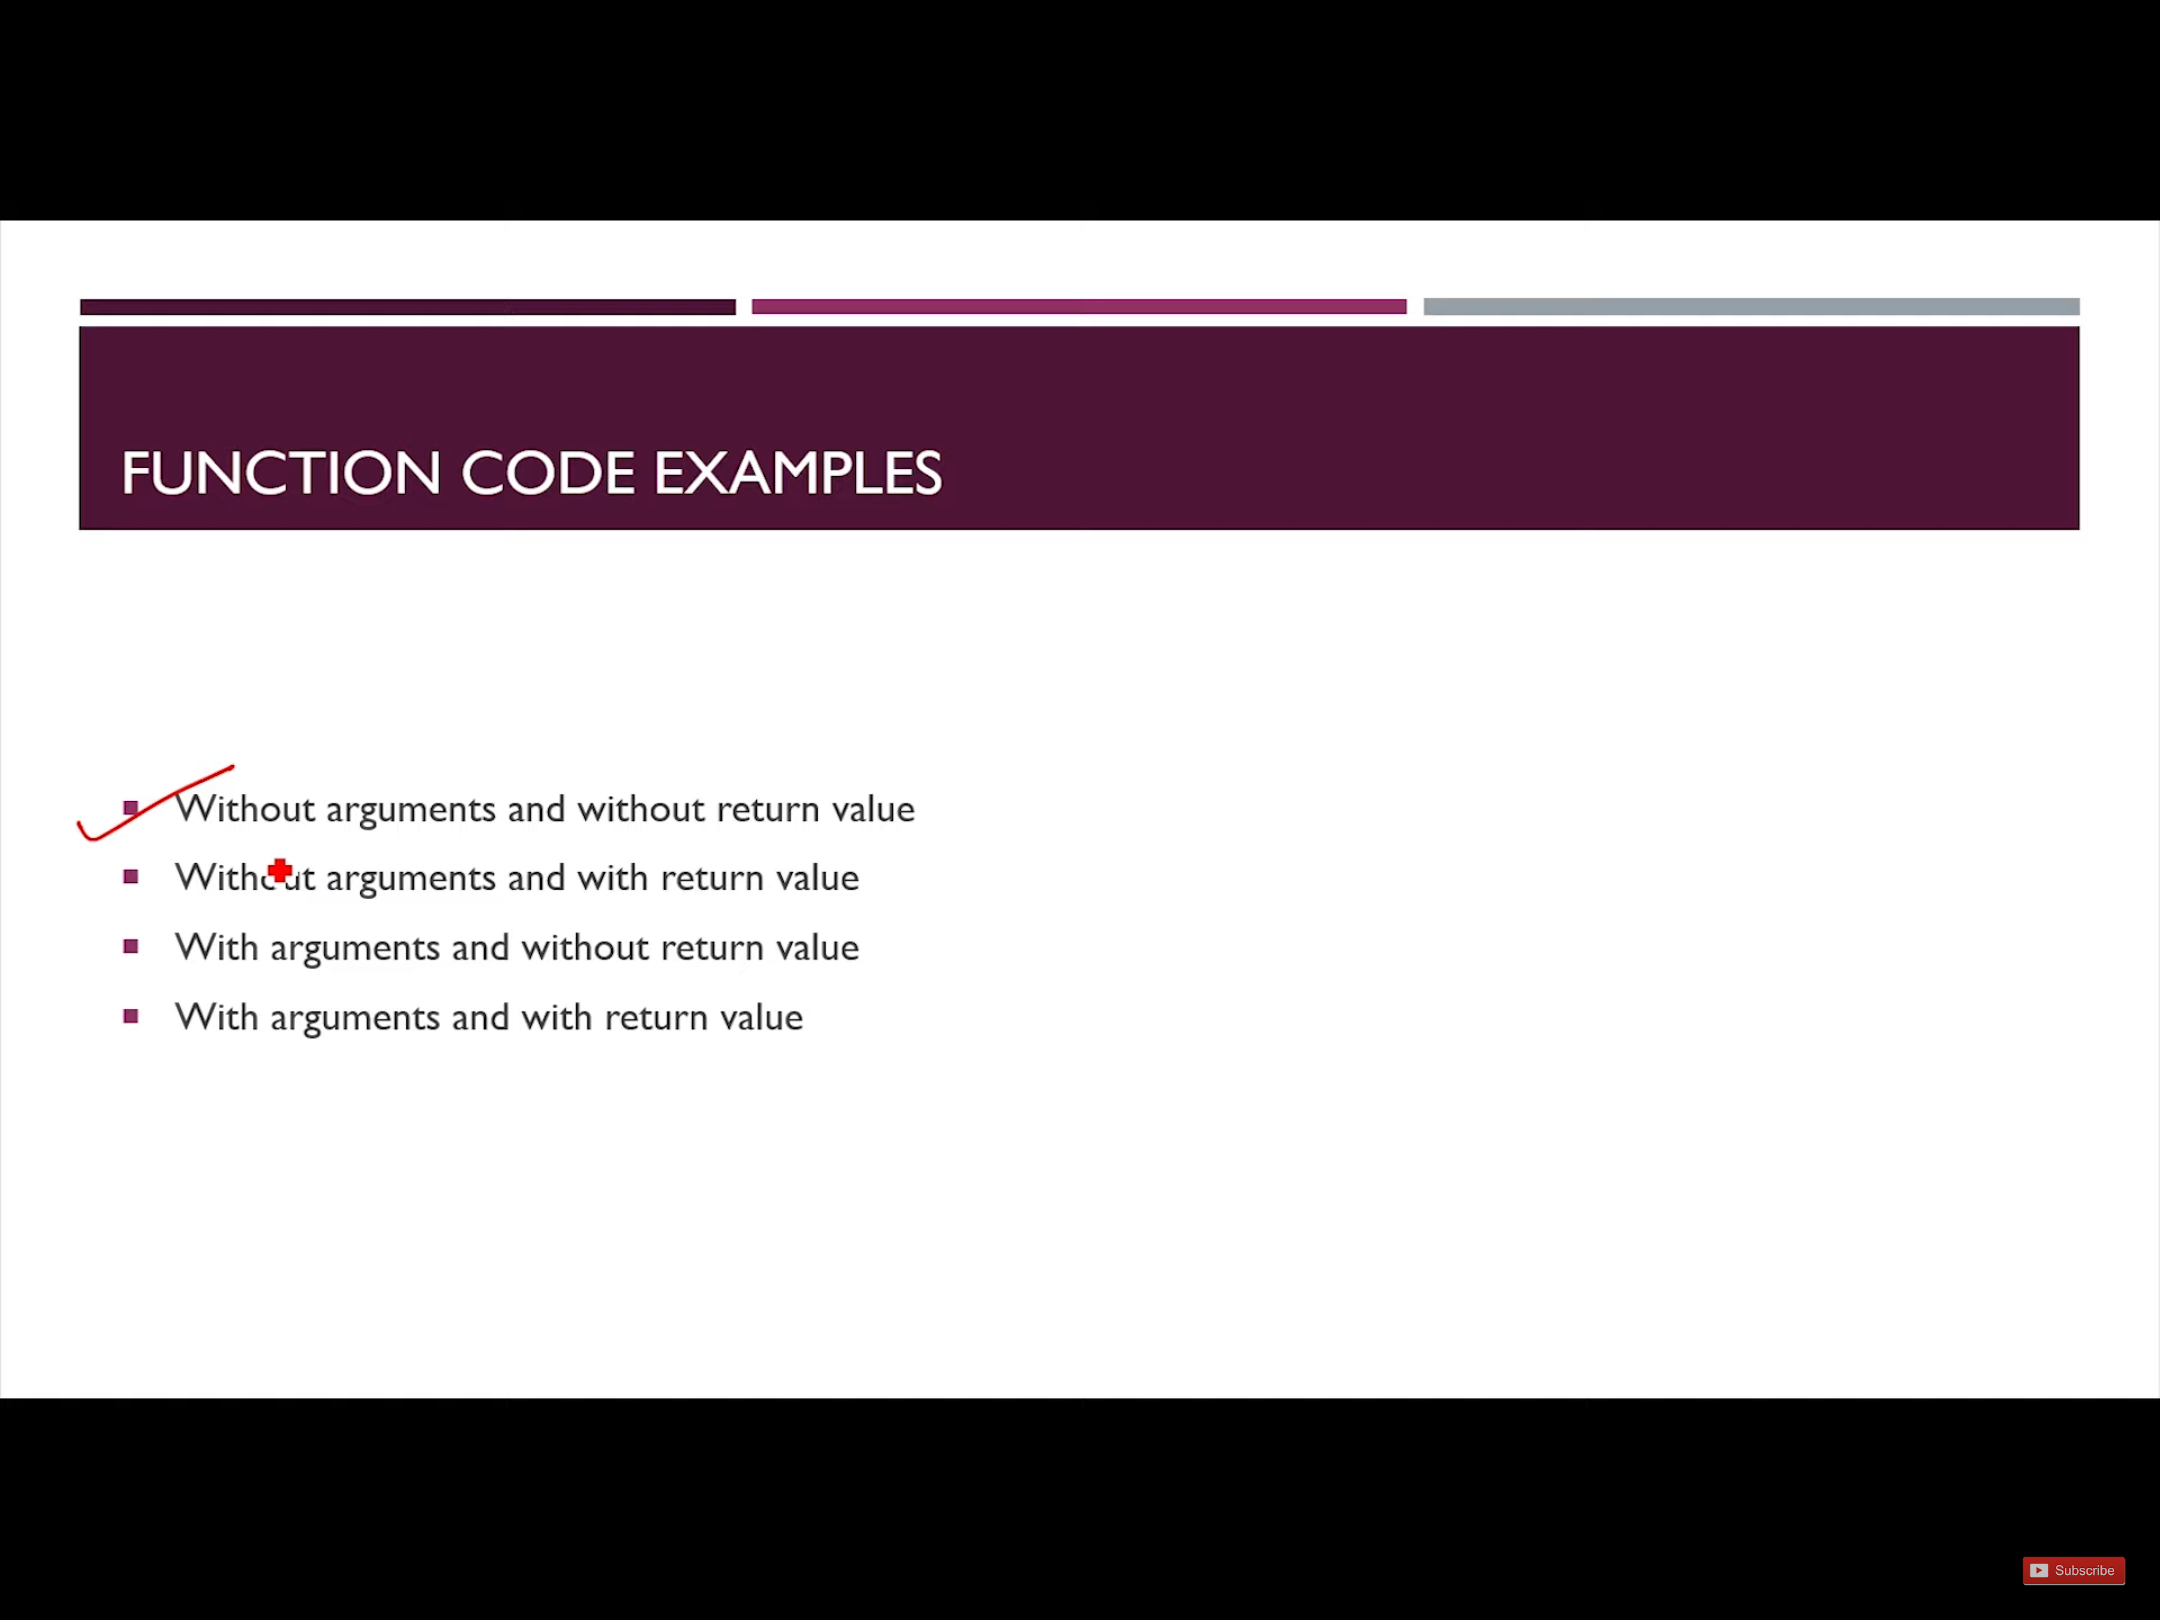 FUNCTION CODE EXAMPLES
Without arguments and without return value
Without arguments and with return value
With arguments and without return value
With arguments and with return value
Subscribe